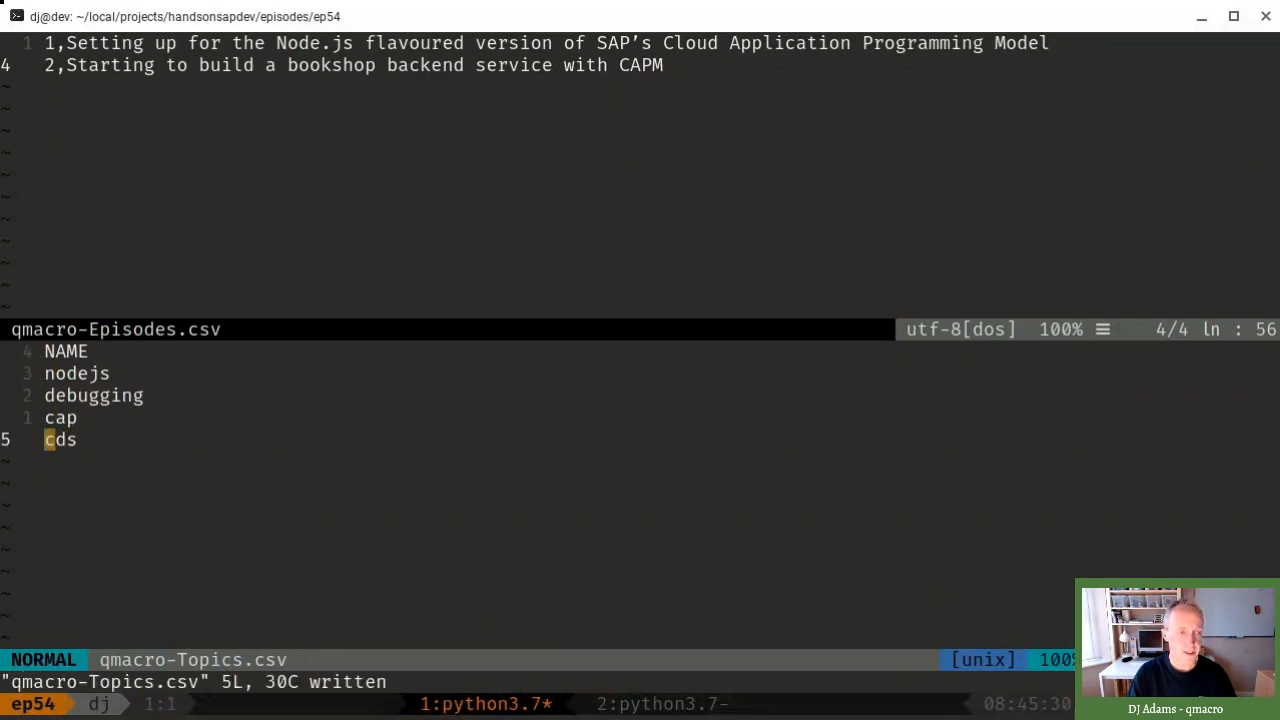 dj@dev: ~/local/projects/handsonsapdev/episodes/ep54
1 1,Setting up for the Node.js flavoured version of SAP’s Cloud Application Programming Model
4 2,Starting to build a bookshop backend service with CAPM
~
~
~
~
~
~
~
~
~
~
~
qmacro-Episodes.csv utf-8[dos] 100% ☰ 4/4 ln : 56
4 NAME
3 nodejs
2 debugging
1 cap
5 cds
~
~
~
~
~
~
~
~
~
NORMAL qmacro-Topics.csv [unix] 100%
"qmacro-Topics.csv" 5L, 30C written
ep54 dj 1:1 1:python3.7* 2:python3.7- 08:45:30
DJ Adams - qmacro